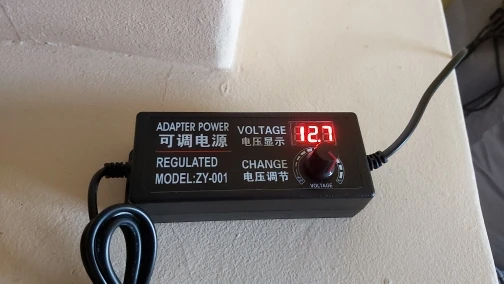 ADAPTER POWER
可调电源
REGULATED
MODEL:ZY-001
VOLTAGE
电压显示
12.7
CHANGE
电压调节
VOLTAGE